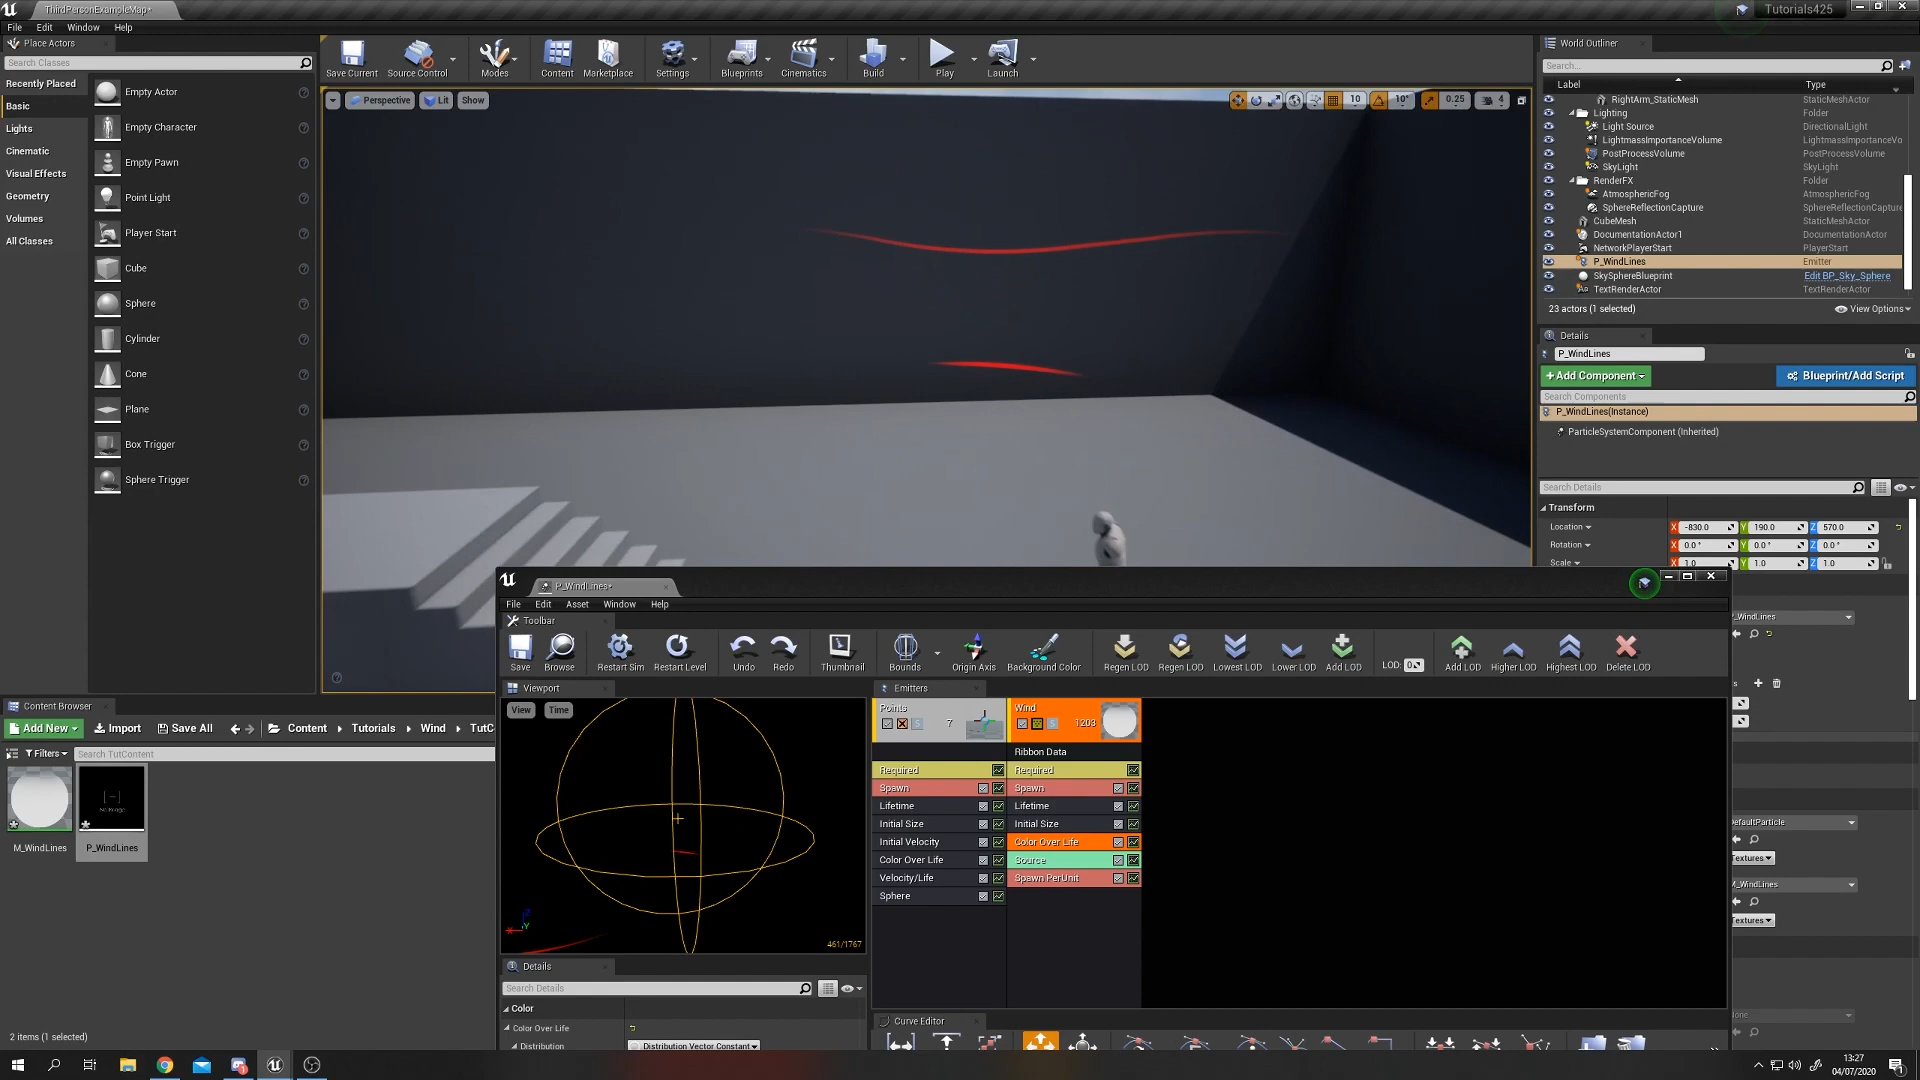 ThirdPersonExampleMap*
Tutorials425
File Edit Window Help
Place Actors
Search Classes
Recently Placed
Basic
Lights
Cinematic
Visual Effects
Geometry
Volumes
All Classes
Empty Actor
Empty Character
Empty Pawn
Point Light
Player Start
Cube
Sphere
Cylinder
Cone
Plane
Box Trigger
Sphere Trigger
Save Current Source Control Modes Content Marketplace Settings Blueprints Cinematics Build Play Launch
Perspective Lit Show
10 10° 0.25 4
World Outliner
Search...
Label Type
RightArm_StaticMesh StaticMeshActor
Lighting Folder
Light Source DirectionalLight
LightmassImportanceVolume LightmassImportanceVo
PostProcessVolume PostProcessVolume
SkyLight SkyLight
RenderFX Folder
AtmosphericFog AtmosphericFog
SphereReflectionCapture SphereReflectionCapture
CubeMesh StaticMeshActor
DocumentationActor1 DocumentationActor
NetworkPlayerStart PlayerStart
P_WindLines Emitter
SkySphereBlueprint Edit BP_Sky_Sphere
TextRenderActor TextRenderActor
23 actors (1 selected) View Options
Details
P_WindLines
+Add Component Blueprint/Add Script
Search Components
P_WindLines(Instance)
ParticleSystemComponent (Inherited)
Search Details
Transform
Location X -830.0 Y 190.0 Z 570.0
Rotation X 0.0° Y 0.0° Z 0.0°
Scale X 1.0 Y 1.0 Z 1.0
_WindLines
DefaultParticle
Textures
M_WindLines
Textures
None
P_WindLines*
File Edit Asset Window Help
Toolbar
Save Browse Restart Sim Restart Level Undo Redo Thumbnail Bounds Origin Axis Background Color Regen LOD Regen LOD Lowest LOD Lower LOD Add LOD LOD: 0 Add LOD Higher LOD Highest LOD Delete LOD
Viewport
View Time
461/1767
Emitters
Points 7
Wind 1203
Ribbon Data
Required Required
Spawn Spawn
Lifetime Lifetime
Initial Size Initial Size
Initial Velocity Color Over Life
Color Over Life Source
Velocity/Life Spawn PerUnit
Sphere
Details
Search Details
Color
Color Over Life
Distribution Distribution Vector Constant
Curve Editor
Content Browser
Add New Import Save All Content Tutorials Wind TutC
Filters Search TutContent
M_WindLines P_WindLines
2 items (1 selected)
13:27
04/07/2020